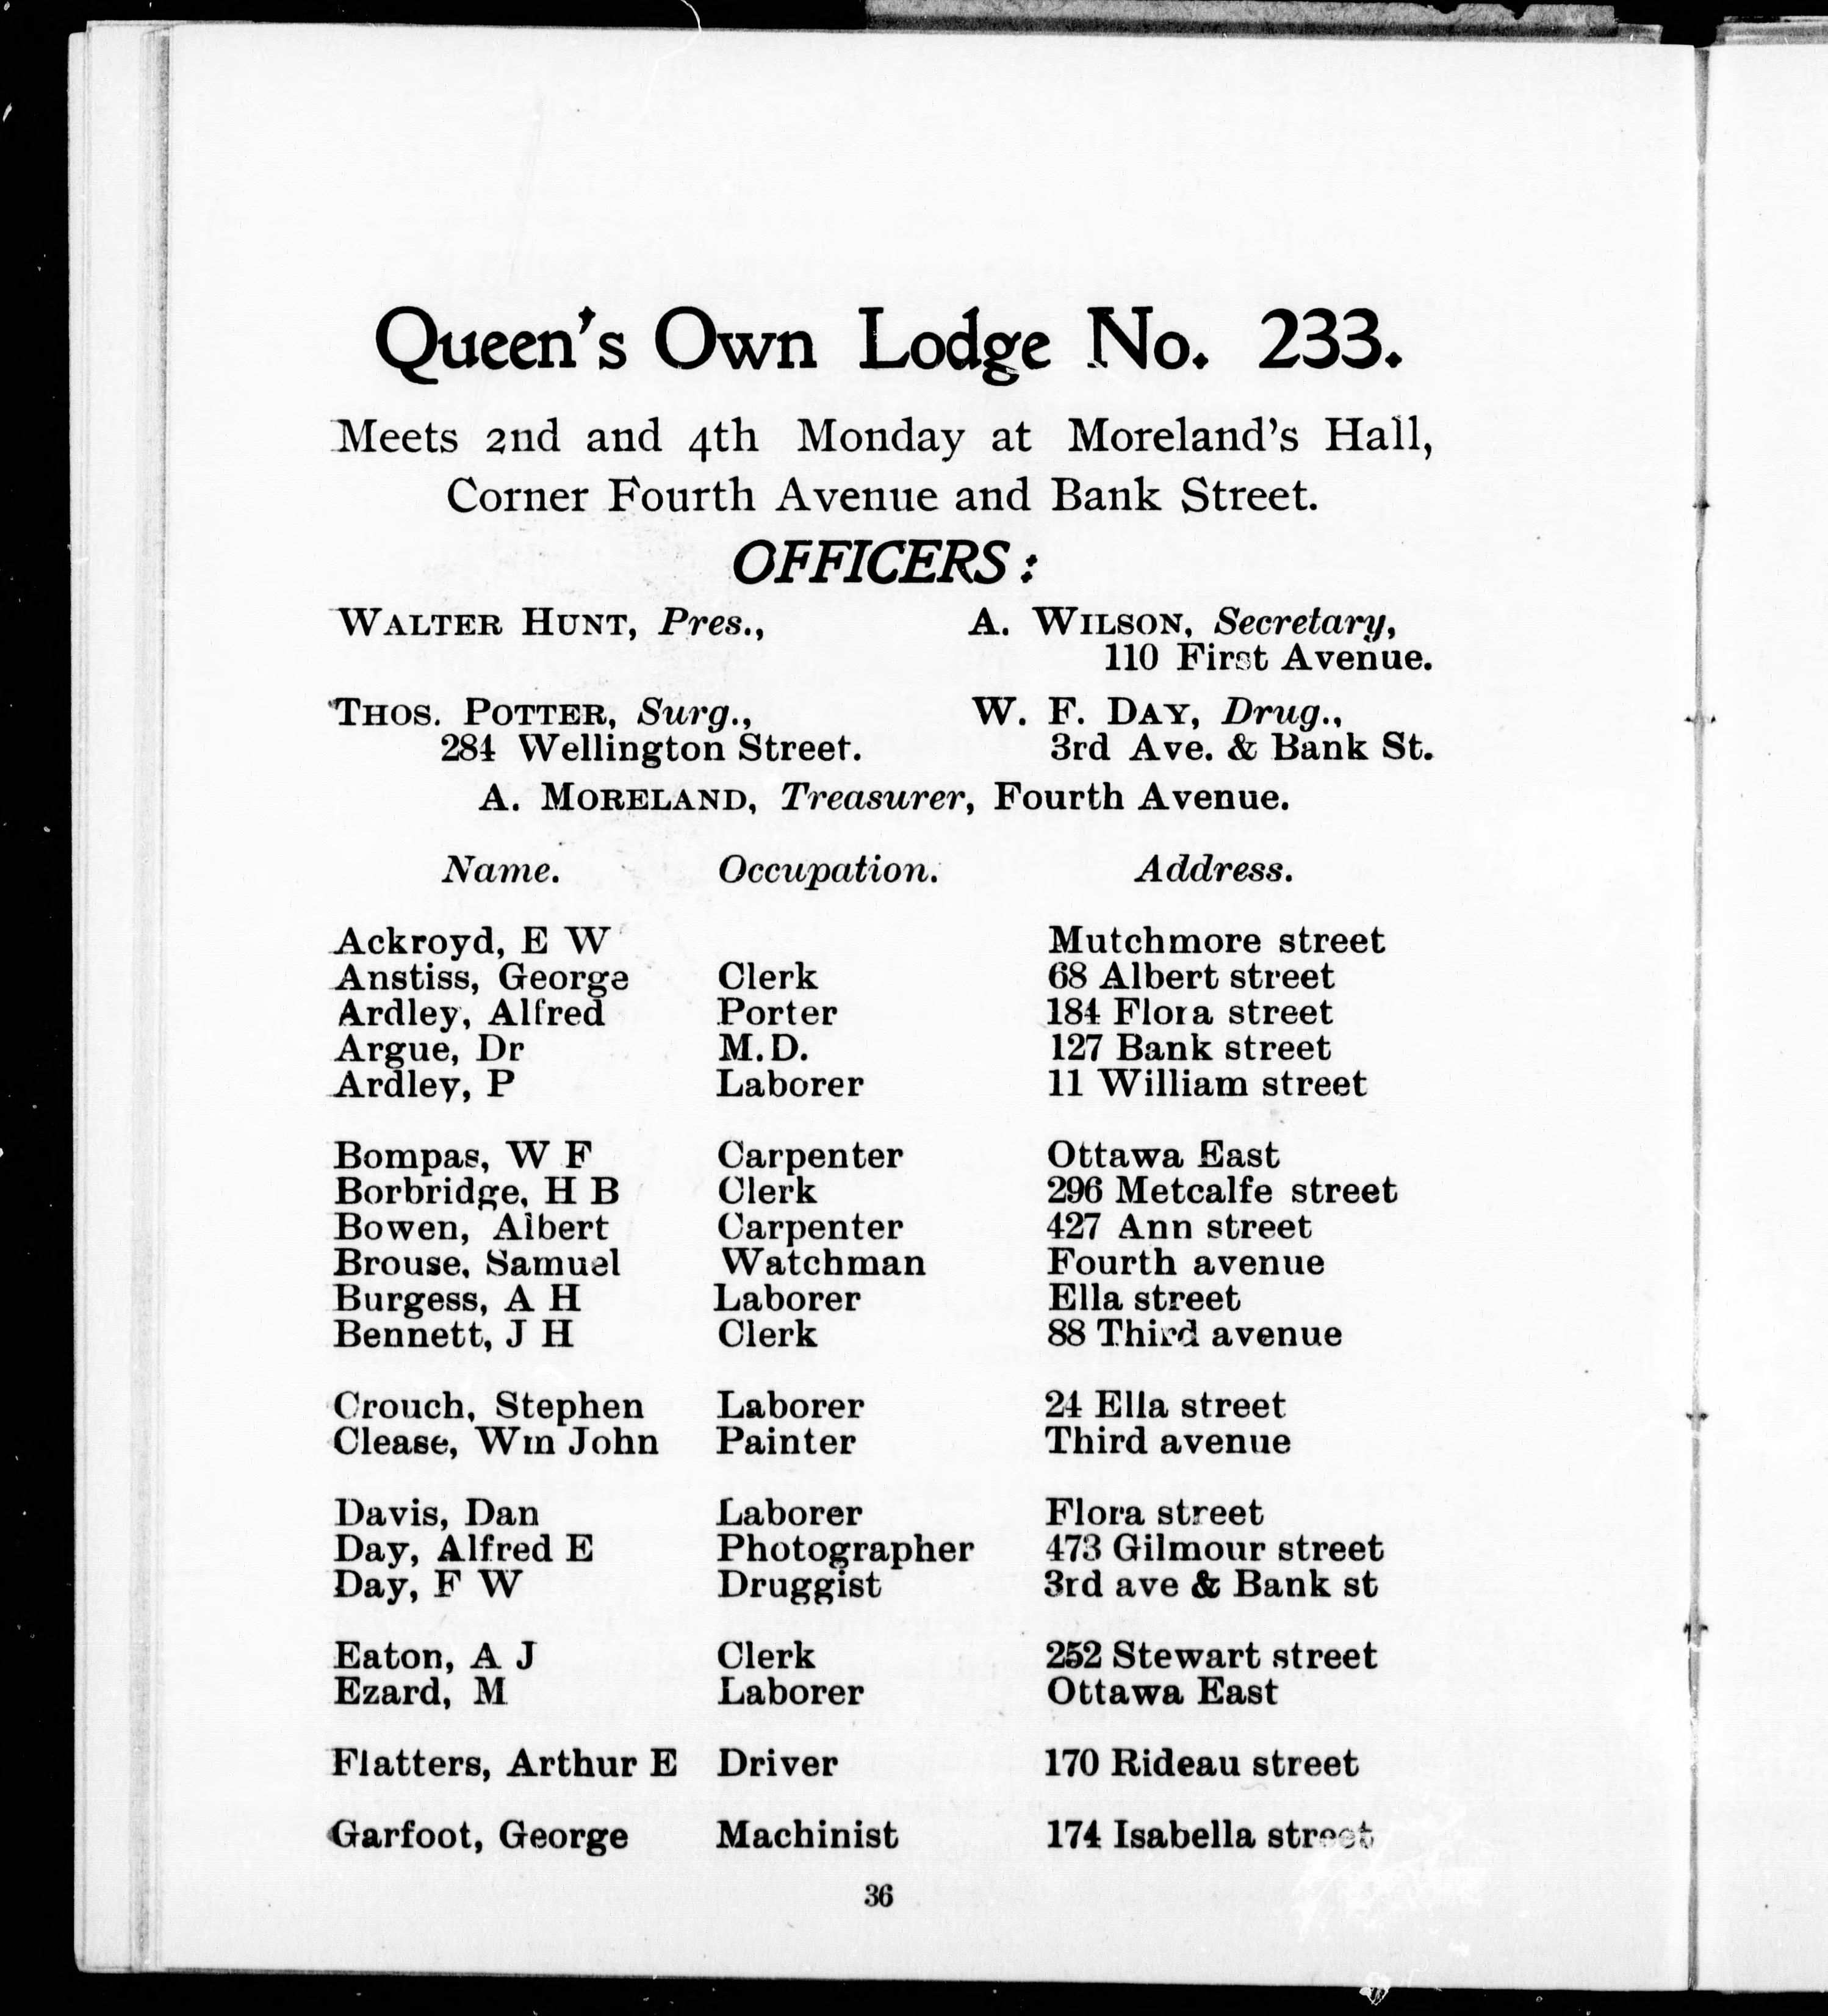 Queen's Own Lodge No. 233.
Meets 2nd and 4th Monday at Moreland's Hall,
Corner Fourth Avenue and Bank Street.
OFFICERS:
WALTER HUNT, Pres., A. WILSON, Secretary,
110 First Avenue.
THOS. POTTER, Surg., W. F. DAY, Drug.,
284 Wellington Street. 3rd Ave. & Bank St.
A. MORELAND, Treasurer, Fourth Avenue.
Name. Occupation. Address.
Ackroyd, E W Mutchmore street
Anstiss, George Clerk 68 Albert street
Ardley, Alfred Porter 184 Flora street
Argue, Dr M.D. 127 Bank street
Ardley, P Laborer 11 William street
Bompas, W F Carpenter Ottawa East
Borbridge, H B Clerk 296 Metcalfe street
Bowen, Albert Carpenter 427 Ann street
Brouse, Samuel Watchman Fourth avenue
Burgess, A H Laborer Ella street
Bennett, J H Clerk 88 Third avenue
Crouch, Stephen Laborer 24 Ella street
Clease, Wm John Painter Third avenue
Davis, Dan Laborer Flora street
Day, Alfred E Photographer 473 Gilmour street
Day, F W Druggist 3rd ave & Bank st
Eaton, A J Clerk 252 Stewart street
Ezard, M Laborer Ottawa East
Flatters, Arthur E Driver 170 Rideau street
Garfoot, George Machinist 174 Isabella street
36